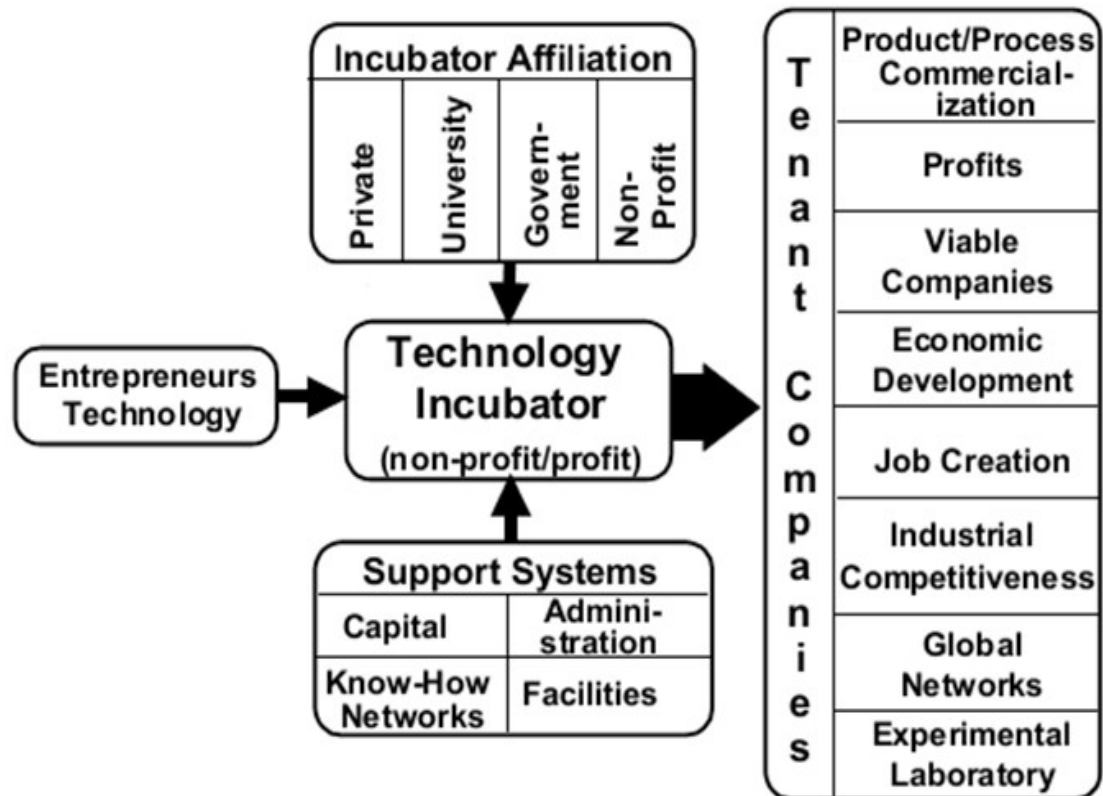 Incubator Affiliation
Private
University
Govern-
ment
Non-
Profit
Entrepreneurs
Technology
Technology
Incubator
(non-profit/profit)
Support Systems
Capital
Admini-
stration
Know-How
Networks
Facilities
Tenant Companies
Product/Process
Commercial-
ization
Profits
Viable
Companies
Economic
Development
Job Creation
Industrial
Competitiveness
Global
Networks
Experimental
Laboratory